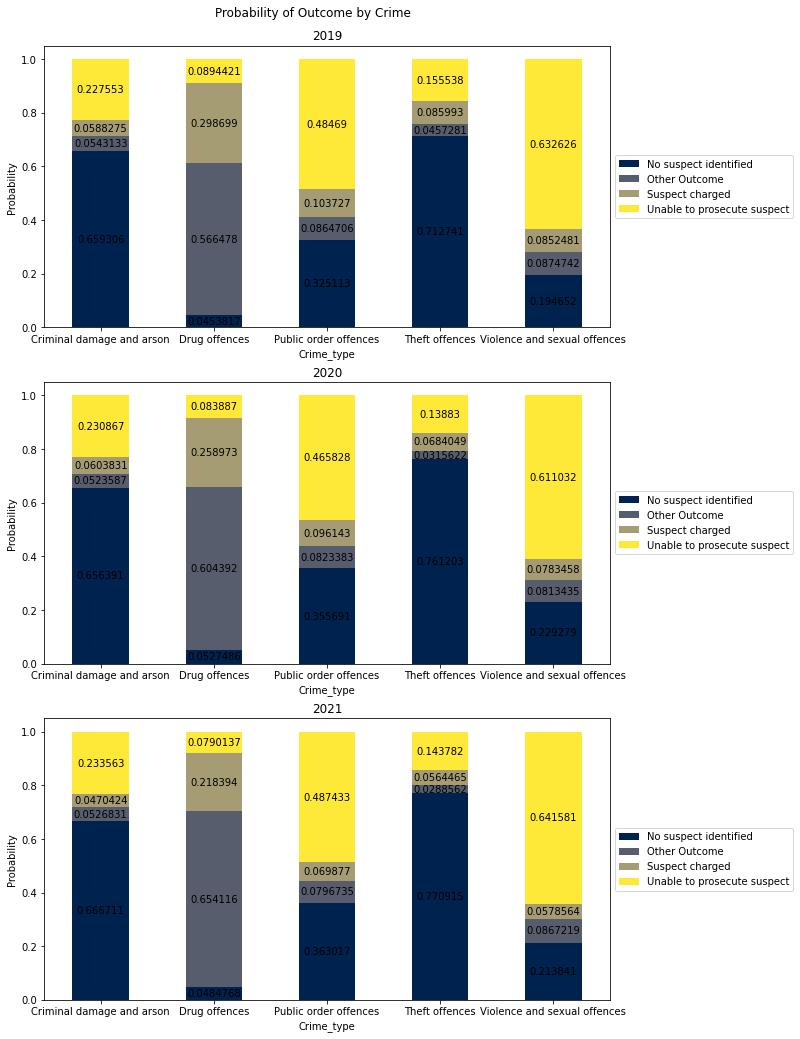 Probability of Outcome by Crime
2019
Probability
1.0
0.8
0.6
0.4
0.2
0.0
0.227553
0.0588275
0.0543133
0.659306
0.0894421
0.298699
0.566478
0.0453817
0.48469
0.103727
0.0864706
0.325113
0.155538
0.085993
0.0457281
0.712741
0.632626
0.0852481
0.0874742
0.194652
Criminal damage and arson
Drug offences
Public order offences
Theft offences
Violence and sexual offences
Crime_type
No suspect identified
Other Outcome
Suspect charged
Unable to prosecute suspect
2020
Probability
1.0
0.8
0.6
0.4
0.2
0.0
0.230867
0.0603831
0.0523587
0.656391
0.083887
0.258973
0.604392
0.0527486
0.465828
0.096143
0.0823383
0.355691
0.13883
0.0684049
0.0315622
0.761203
0.611032
0.0783458
0.0813435
0.229279
Criminal damage and arson
Drug offences
Public order offences
Theft offences
Violence and sexual offences
Crime_type
No suspect identified
Other Outcome
Suspect charged
Unable to prosecute suspect
2021
Probability
1.0
0.8
0.6
0.4
0.2
0.0
0.233563
0.0470424
0.0526831
0.666711
0.0790137
0.218394
0.654116
0.0484768
0.487433
0.069877
0.0796735
0.363017
0.143782
0.0564465
0.0288562
0.770915
0.641581
0.0578564
0.0867219
0.213841
Criminal damage and arson
Drug offences
Public order offences
Theft offences
Violence and sexual offences
Crime_type
No suspect identified
Other Outcome
Suspect charged
Unable to prosecute suspect